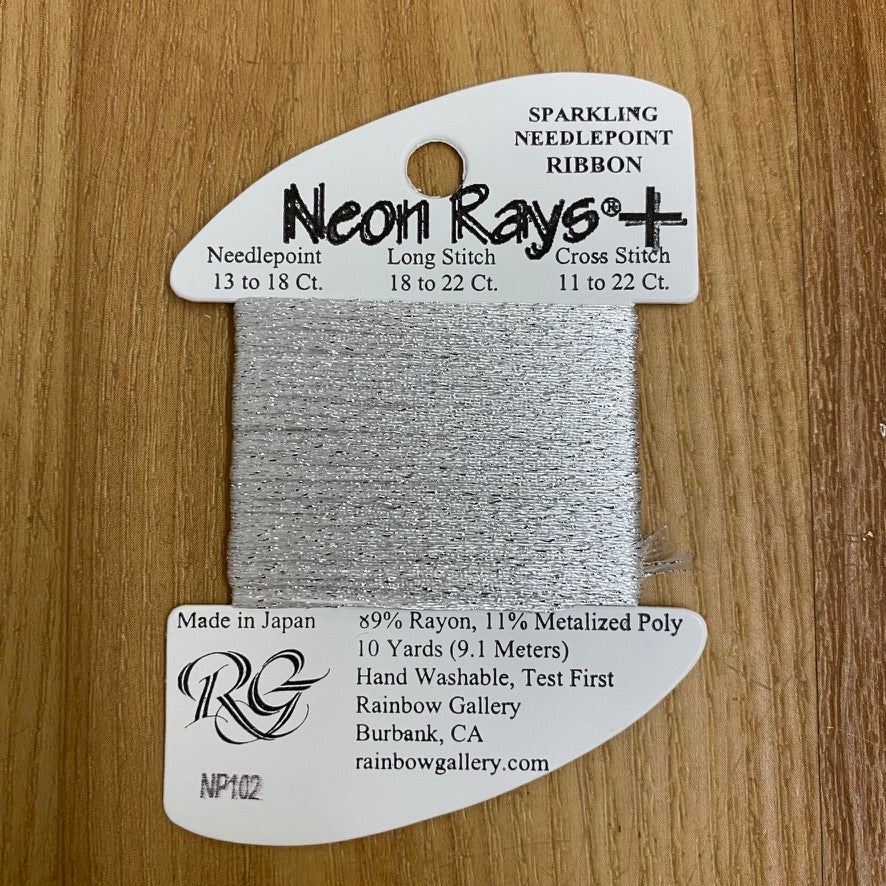 SPARKLING
NEEDLEPOINT
RIBBON
Neon Rays®+
Needlepoint Long Stitch Cross Stitch
13 to 18 Ct. 18 to 22 Ct. 11 to 22 Ct.
Made in Japan
89% Rayon, 11% Metalized Poly
10 Yards (9.1 Meters)
Hand Washable, Test First
Rainbow Gallery
Burbank, CA
rainbowgallery.com
RG
NP102